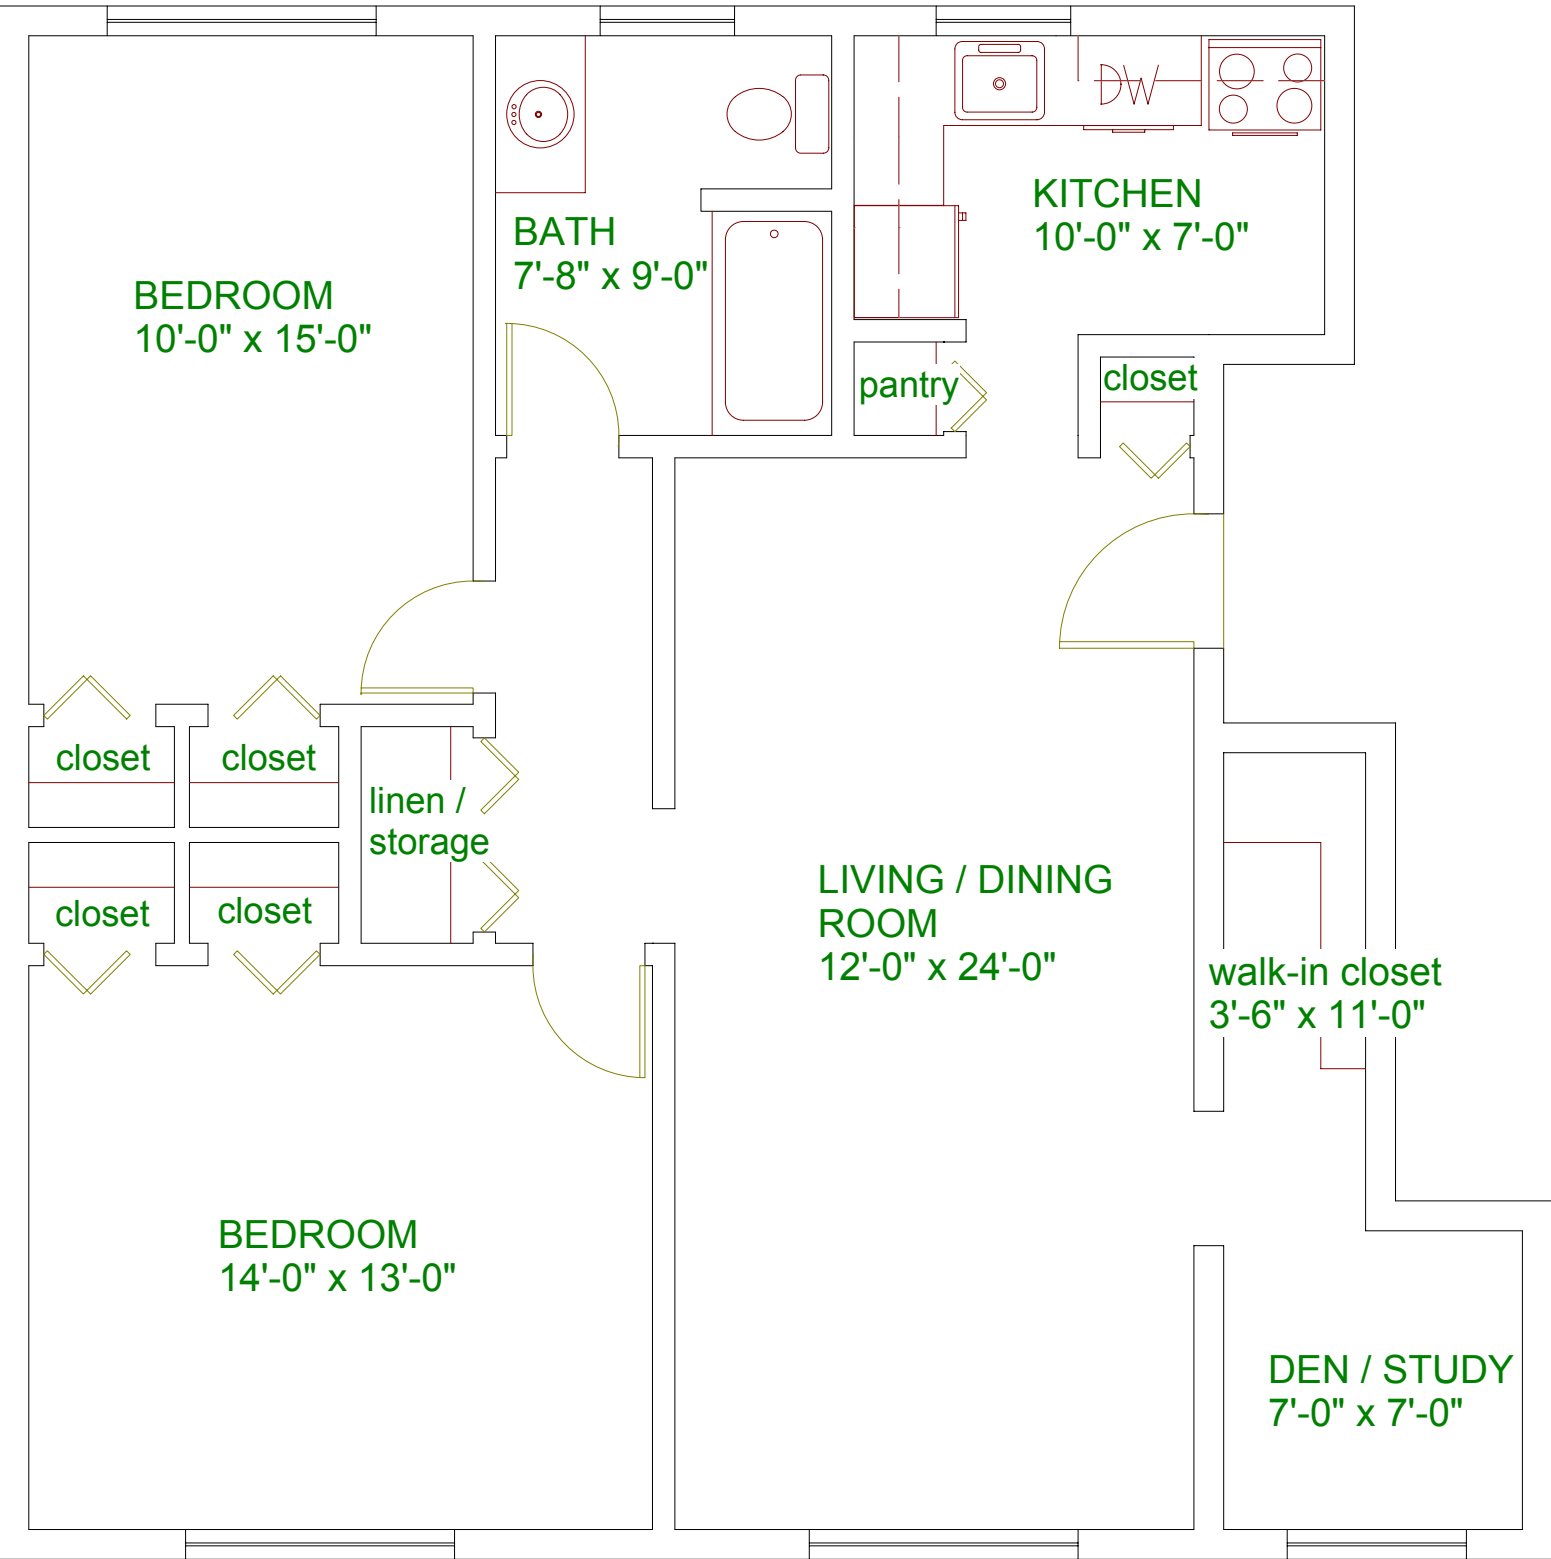 DW
KITCHEN
10'-0" x 7'-0"
BATH
7'-8" x 9'-0"
BEDROOM
10'-0" x 15'-0"
pantry
closet
closet
closet
linen /
storage
closet
closet
LIVING / DINING
ROOM
12'-0" x 24'-0"
walk-in closet
3'-6" x 11'-0"
BEDROOM
14'-0" x 13'-0"
DEN / STUDY
7'-0" x 7'-0"